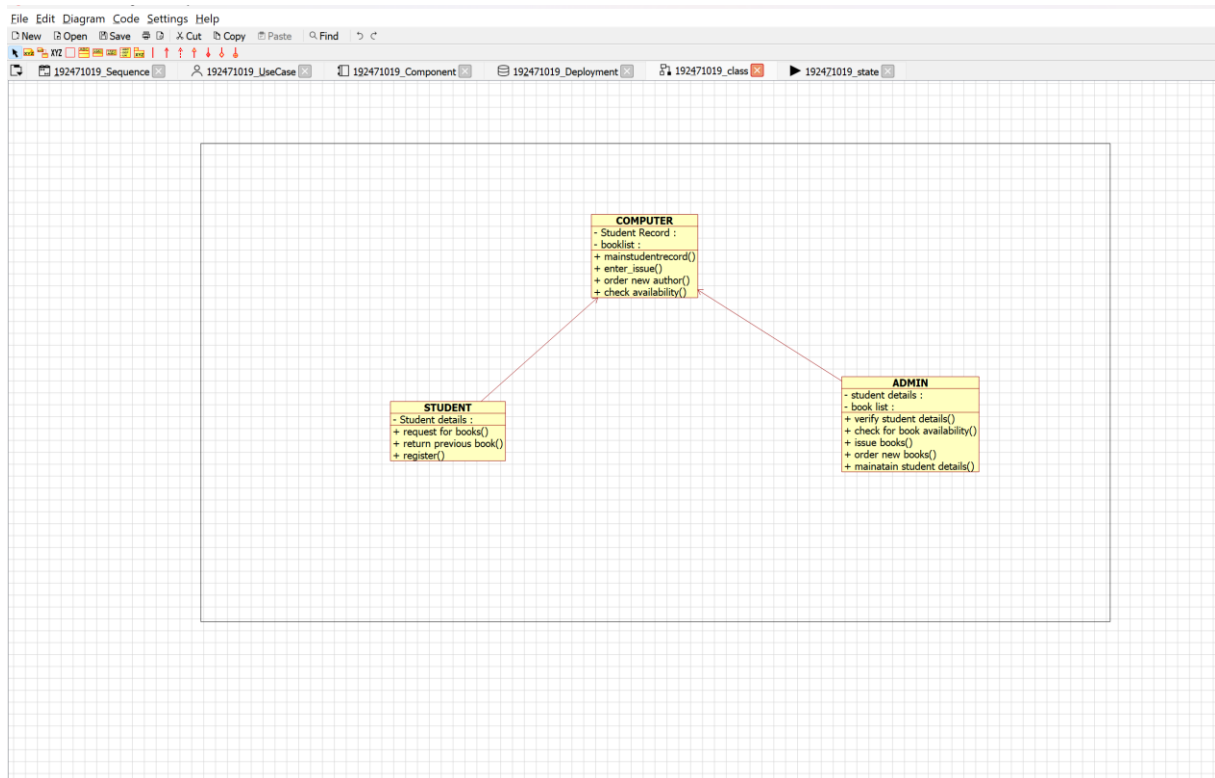 File Edit Diagram Code Settings Help
New Open Save Cut Copy Paste Find
XYZ
192471019_Sequence 192471019_UseCase 192471019_Component 192471019_Deployment 192471019_class 192471019_state
COMPUTER
- Student Record :
- booklist :
+ mainstudentrecord()
+ enter_issue()
+ order new author()
+ check availability()
STUDENT
- Student details :
+ request for books()
+ return previous book()
+ register()
ADMIN
- student details :
- book list :
+ verify student details()
+ check for book availability()
+ issue books()
+ order new books()
+ mainatain student details()